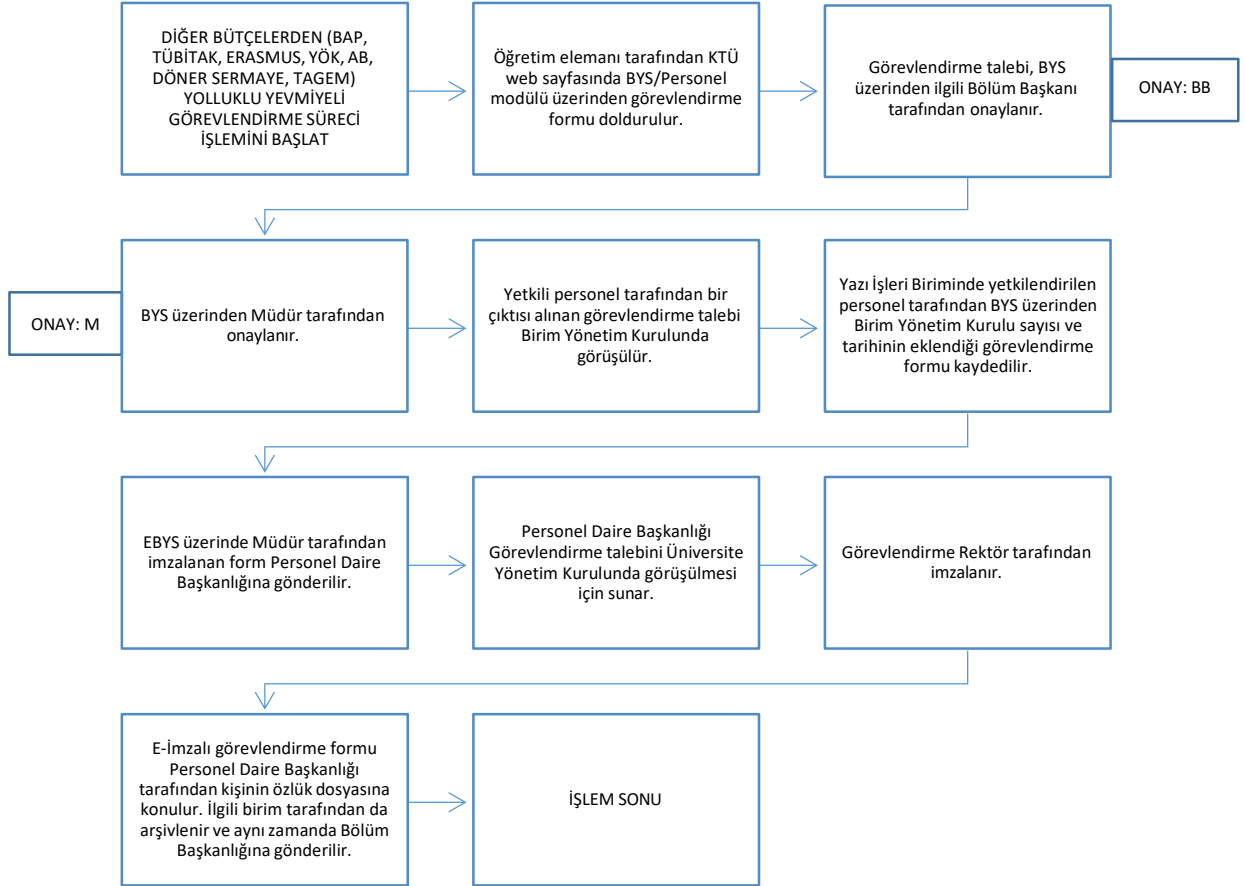 DİĞER BÜTÇELERDEN (BAP,
TÜBİTAK, ERASMUS, YÖK, AB,
DÖNER SERMAYE, TAGEM)
YOLLUKLU YEVMİYELİ
GÖREVLENDİRME SÜRECİ
İŞLEMİNİ BAŞLAT
Öğretim elemanı tarafından KTÜ
web sayfasında BYS/Personel
modülü üzerinden görevlendirme
formu doldurulur.
Görevlendirme talebi, BYS
üzerinden ilgili Bölüm Başkanı
tarafından onaylanır.
ONAY: BB
ONAY: M
BYS üzerinden Müdür tarafından
onaylanır.
Yetkili personel tarafından bir
çıktısı alınan görevlendirme talebi
Birim Yönetim Kurulunda
görüşülür.
Yazı İşleri Biriminde yetkilendirilen
personel tarafından BYS üzerinden
Birim Yönetim Kurulu sayısı ve
tarihinin eklendiği görevlendirme
formu kaydedilir.
EBYS üzerinde Müdür tarafından
imzalanan form Personel Daire
Başkanlığına gönderilir.
Personel Daire Başkanlığı
Görevlendirme talebini Üniversite
Yönetim Kurulunda görüşülmesi
için sunar.
Görevlendirme Rektör tarafından
imzalanır.
E-İmzalı görevlendirme formu
Personel Daire Başkanlığı
tarafından kişinin özlük dosyasına
konulur. İlgili birim tarafından da
arşivlenir ve aynı zamanda Bölüm
Başkanlığına gönderilir.
İŞLEM SONU